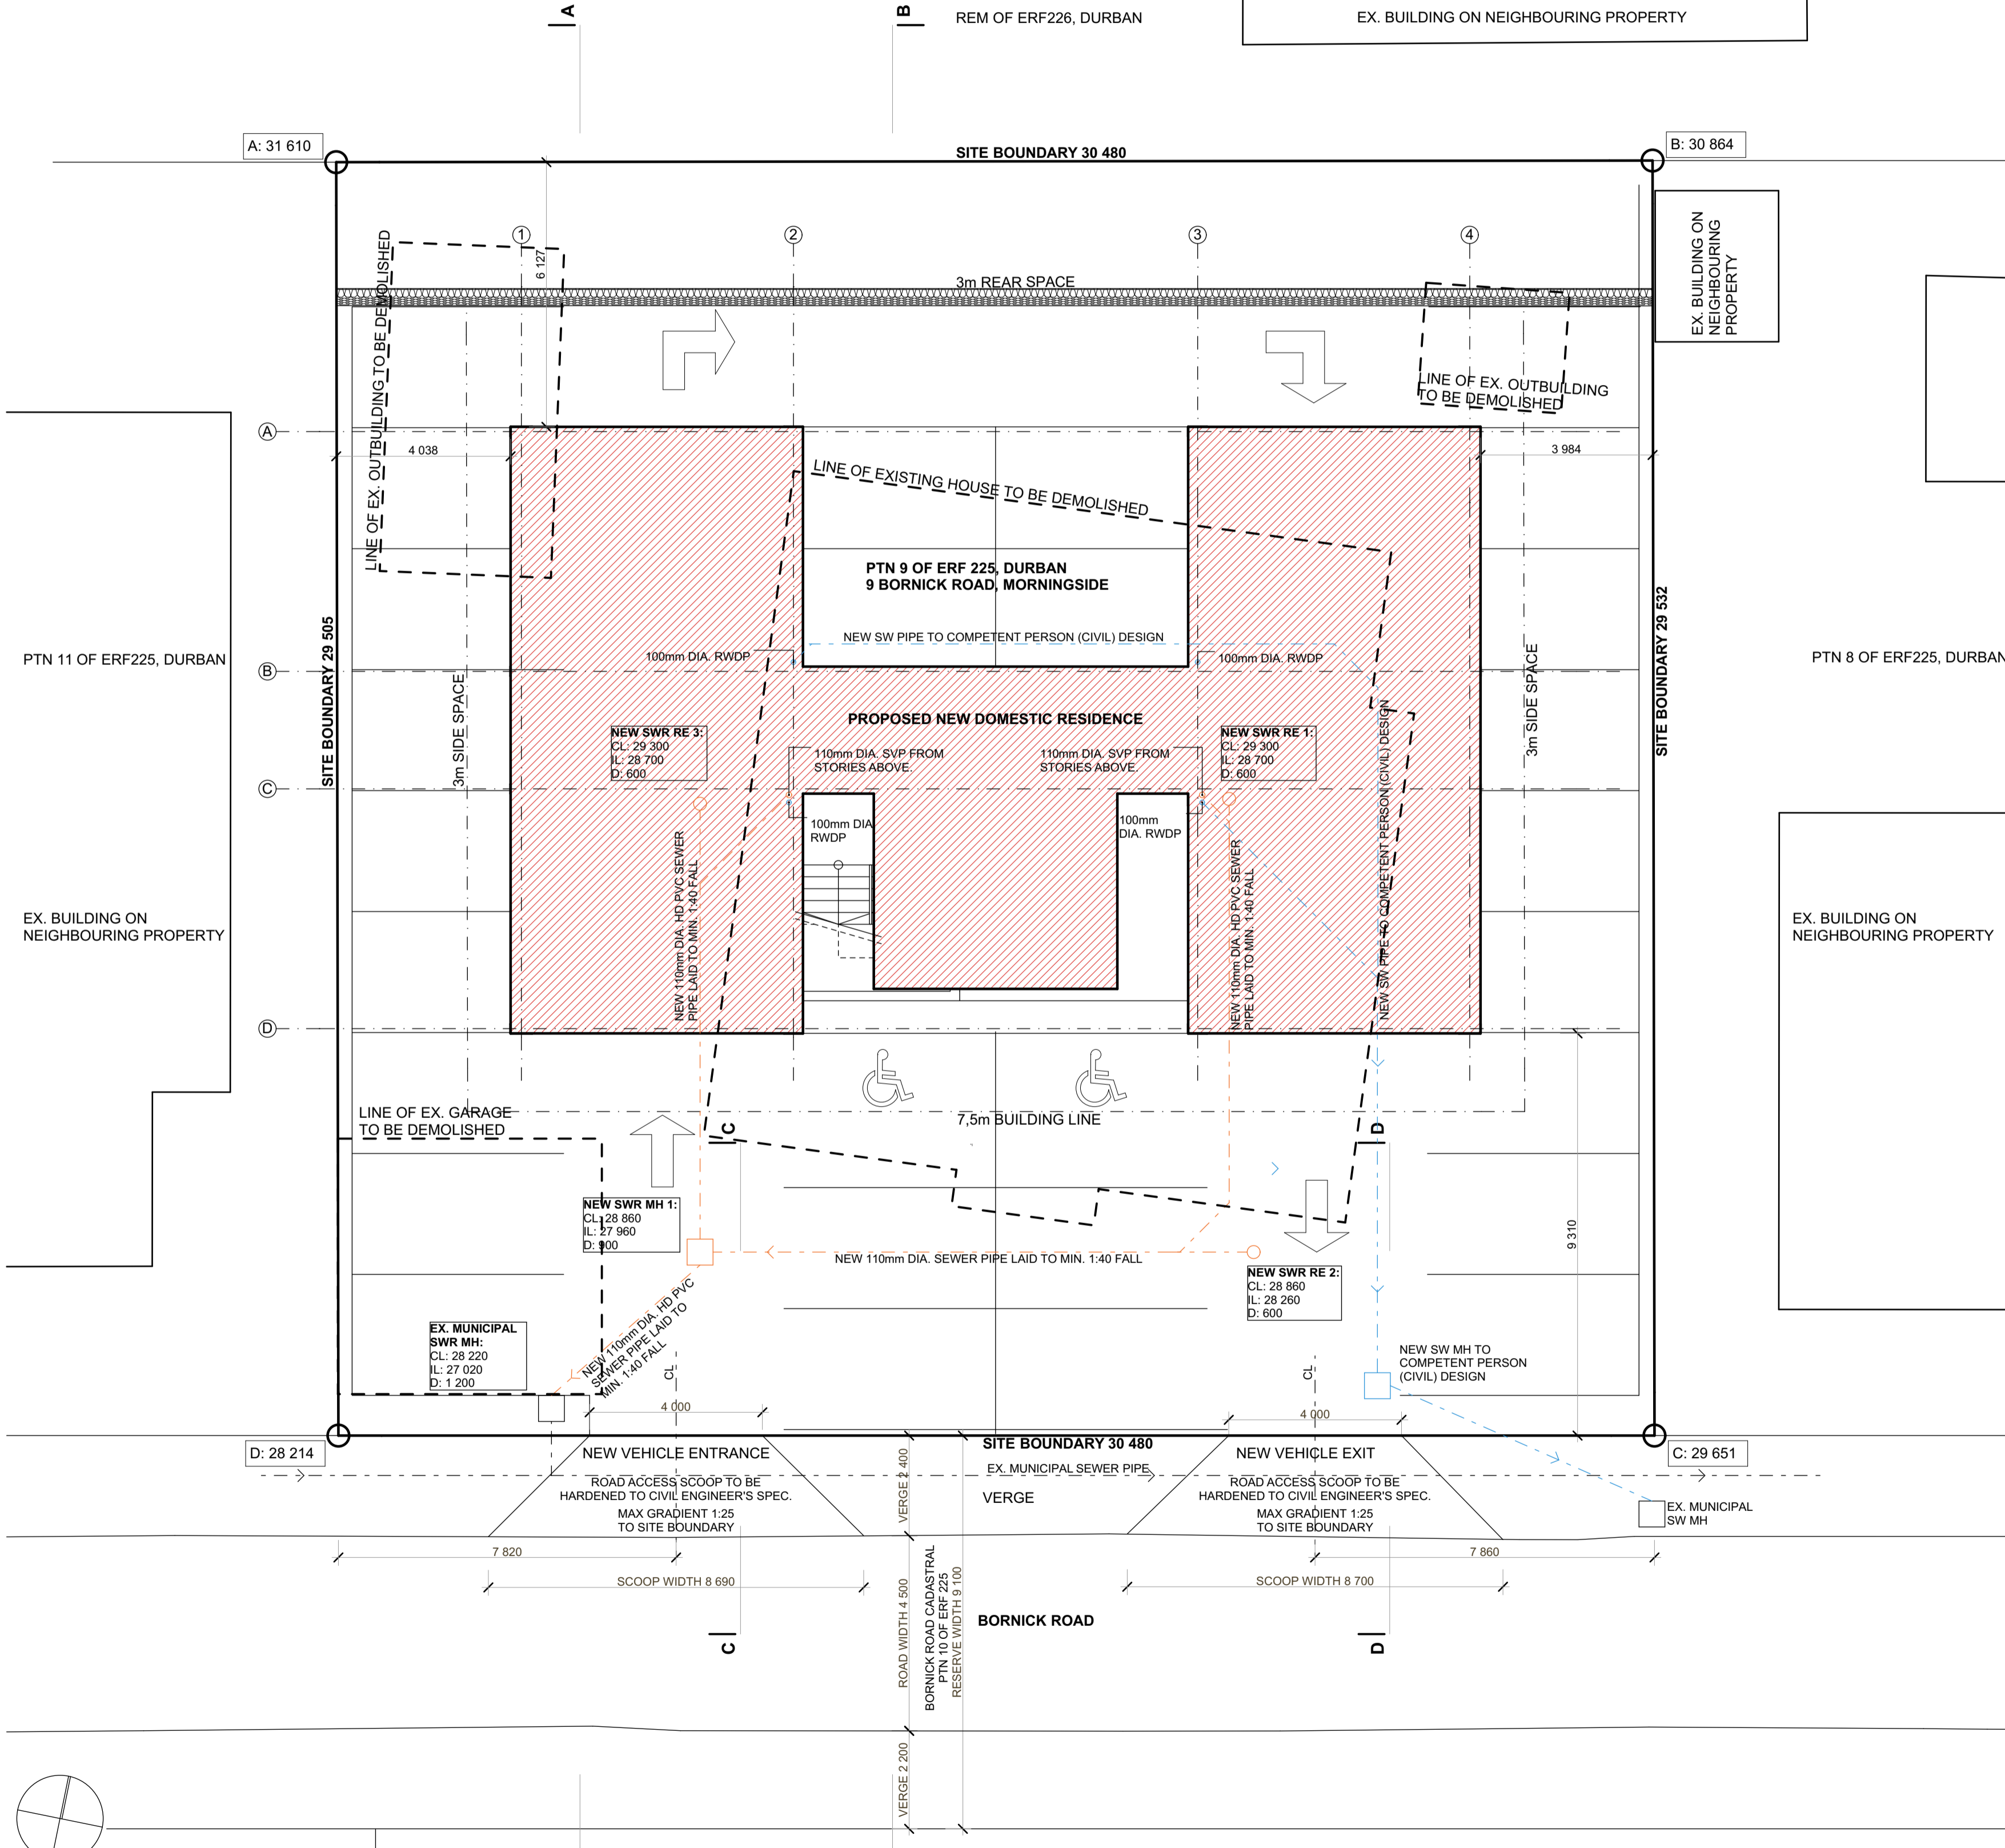 A
B
REM OF ERF226, DURBAN
EX. BUILDING ON NEIGHBOURING PROPERTY
A: 31 610
SITE BOUNDARY 30 480
B: 30 864
EX. BUILDING ON
NEIGHBOURING
PROPERTY
1
2
3
4
6 127
3m REAR SPACE
LINE OF EX. OUTBUILDING TO BE DEMOLISHED
LINE OF EX. OUTBUILDING
TO BE DEMOLISHED
A
4 038
3 984
LINE OF EXISTING HOUSE TO BE DEMOLISHED
PTN 9 OF ERF 225, DURBAN
9 BORNICK ROAD, MORNINGSIDE
SITE BOUNDARY 29 505
SITE BOUNDARY 29 532
NEW SW PIPE TO COMPETENT PERSON (CIVIL) DESIGN
PTN 11 OF ERF225, DURBAN
100mm DIA. RWDP
100mm DIA. RWDP
PTN 8 OF ERF225, DURBAN
B
3m SIDE SPACE
3m SIDE SPACE
PROPOSED NEW DOMESTIC RESIDENCE
NEW SWR RE 3:
CL: 29 300
IL: 28 700
D: 600
110mm DIA. SVP FROM
STORIES ABOVE.
110mm DIA. SVP FROM
STORIES ABOVE.
NEW SWR RE 1:
CL: 29 300
IL: 28 700
D: 600
NEW SW PIPE TO COMPETENT PERSON (CIVIL) DESIGN
C
100mm DIA.
RWDP
100mm
DIA. RWDP
NEW 110mm DIA. HD PVC SEWER
PIPE LAID TO MIN. 1:40 FALL
NEW 110mm DIA. HD PVC SEWER
PIPE LAID TO MIN. 1:40 FALL
EX. BUILDING ON
NEIGHBOURING PROPERTY
EX. BUILDING ON
NEIGHBOURING PROPERTY
D
LINE OF EX. GARAGE
TO BE DEMOLISHED
7,5m BUILDING LINE
C
D
NEW SWR MH 1:
CL: 28 860
IL: 27 960
D: 900
9 310
NEW 110mm DIA. SEWER PIPE LAID TO MIN. 1:40 FALL
NEW SWR RE 2:
CL: 28 860
IL: 28 260
D: 600
NEW 110mm DIA. HD PVC
SEWER PIPE LAID TO
MIN. 1:40 FALL
EX. MUNICIPAL
SWR MH:
CL: 28 220
IL: 27 020
D: 1 200
CL
CL
NEW SW MH TO
COMPETENT PERSON
(CIVIL) DESIGN
4 000
4 000
D: 28 214
NEW VEHICLE ENTRANCE
SITE BOUNDARY 30 480
NEW VEHICLE EXIT
C: 29 651
EX. MUNICIPAL SEWER PIPE
VERGE 2 400
ROAD ACCESS SCOOP TO BE
HARDENED TO CIVIL ENGINEER'S SPEC.
MAX GRADIENT 1:25
TO SITE BOUNDARY
VERGE
ROAD ACCESS SCOOP TO BE
HARDENED TO CIVIL ENGINEER'S SPEC.
MAX GRADIENT 1:25
TO SITE BOUNDARY
EX. MUNICIPAL
SW MH
7 820
7 860
SCOOP WIDTH 8 690
SCOOP WIDTH 8 700
ROAD WIDTH 4 500
BORNICK ROAD CADASTRAL
PTN 10 OF ERF 225
RESERVE WIDTH 9 100
BORNICK ROAD
C
D
VERGE 2 200